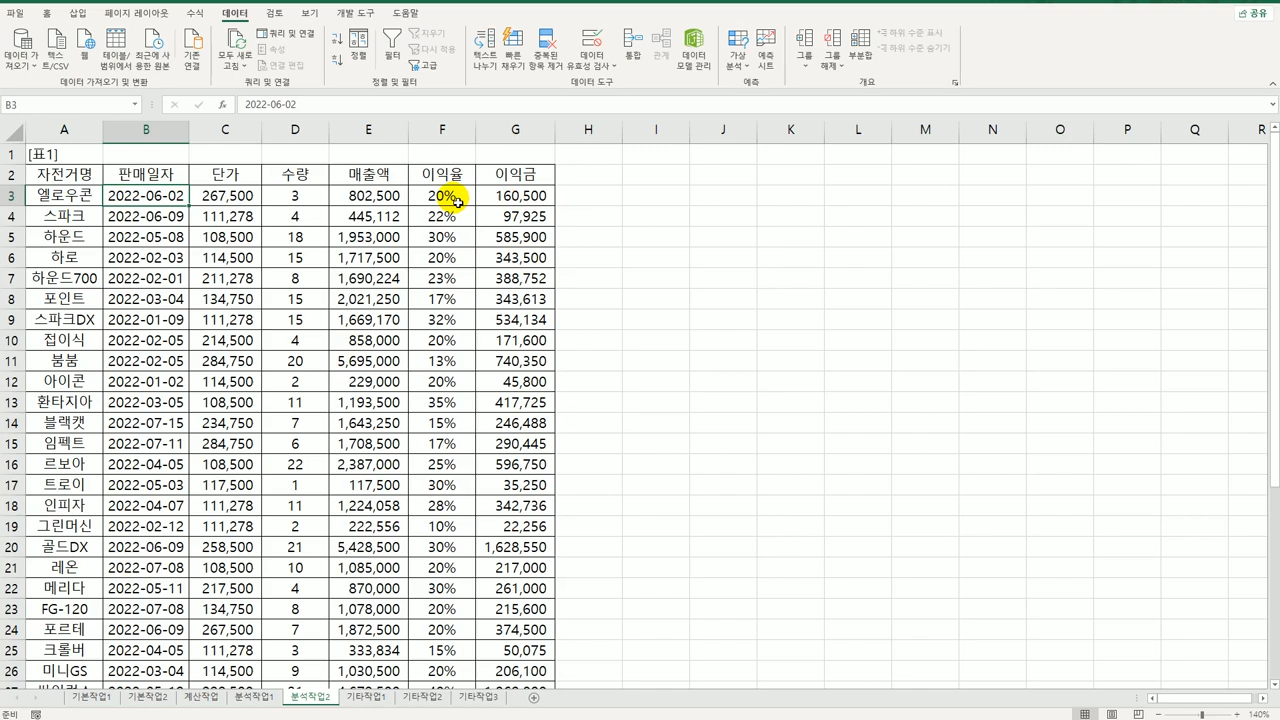 파일 홈 삽입 페이지 레이아웃 수식 데이터 검토 보기 개발 도구 도움말 공유
데이터 가져오기 텍스트/CSV 웹 테이블/범위에서 최근에 사용한 원본 기존 연결 모두 새로 고침 쿼리 및 연결 속성 연결 편집 정렬 필터 지우기 다시 적용 고급 텍스트 나누기 빠른 채우기 중복된 항목 제거 데이터 유효성 검사 통합 관계 데이터 모델 관리 가상 분석 예측 시트 그룹 그룹 해제 부분합 하위 수준 표시 하위 수준 숨기기
데이터 가져오기 및 변환 쿼리 및 연결 정렬 및 필터 데이터 도구 예측 개요
B3 fx 2022-06-02
A B C D E F G H I J K L M N O P Q R
1 [표1]
2 자전거명 판매일자 단가 수량 매출액 이익율 이익금
3 엘로우콘 2022-06-02 267,500 3 802,500 20% 160,500
4 스파크 2022-06-09 111,278 4 445,112 22% 97,925
5 하운드 2022-05-08 108,500 18 1,953,000 30% 585,900
6 하로 2022-02-03 114,500 15 1,717,500 20% 343,500
7 하운드700 2022-02-01 211,278 8 1,690,224 23% 388,752
8 포인트 2022-03-04 134,750 15 2,021,250 17% 343,613
9 스파크DX 2022-01-09 111,278 15 1,669,170 32% 534,134
10 접이식 2022-02-05 214,500 4 858,000 20% 171,600
11 붐붐 2022-02-05 284,750 20 5,695,000 13% 740,350
12 아이콘 2022-01-02 114,500 2 229,000 20% 45,800
13 환타지아 2022-03-05 108,500 11 1,193,500 35% 417,725
14 블랙캣 2022-07-15 234,750 7 1,643,250 15% 246,488
15 임펙트 2022-07-11 284,750 6 1,708,500 17% 290,445
16 르보아 2022-04-05 108,500 22 2,387,000 25% 596,750
17 트로이 2022-05-03 117,500 1 117,500 30% 35,250
18 인피자 2022-04-07 111,278 11 1,224,058 28% 342,736
19 그린머신 2022-02-12 111,278 2 222,556 10% 22,256
20 골드DX 2022-06-09 258,500 21 5,428,500 30% 1,628,550
21 레온 2022-07-08 108,500 10 1,085,000 20% 217,000
22 메리다 2022-05-11 217,500 4 870,000 30% 261,000
23 FG-120 2022-07-08 134,750 8 1,078,000 20% 215,600
24 포르테 2022-06-09 267,500 7 1,872,500 20% 374,500
25 크롤버 2022-04-05 111,278 3 333,834 15% 50,075
26 미니GS 2022-03-04 114,500 9 1,030,500 20% 206,100
기본작업1 기본작업2 계산작업 분석작업1 분석작업2 기타작업1 기타작업2 기타작업3
준비 140%